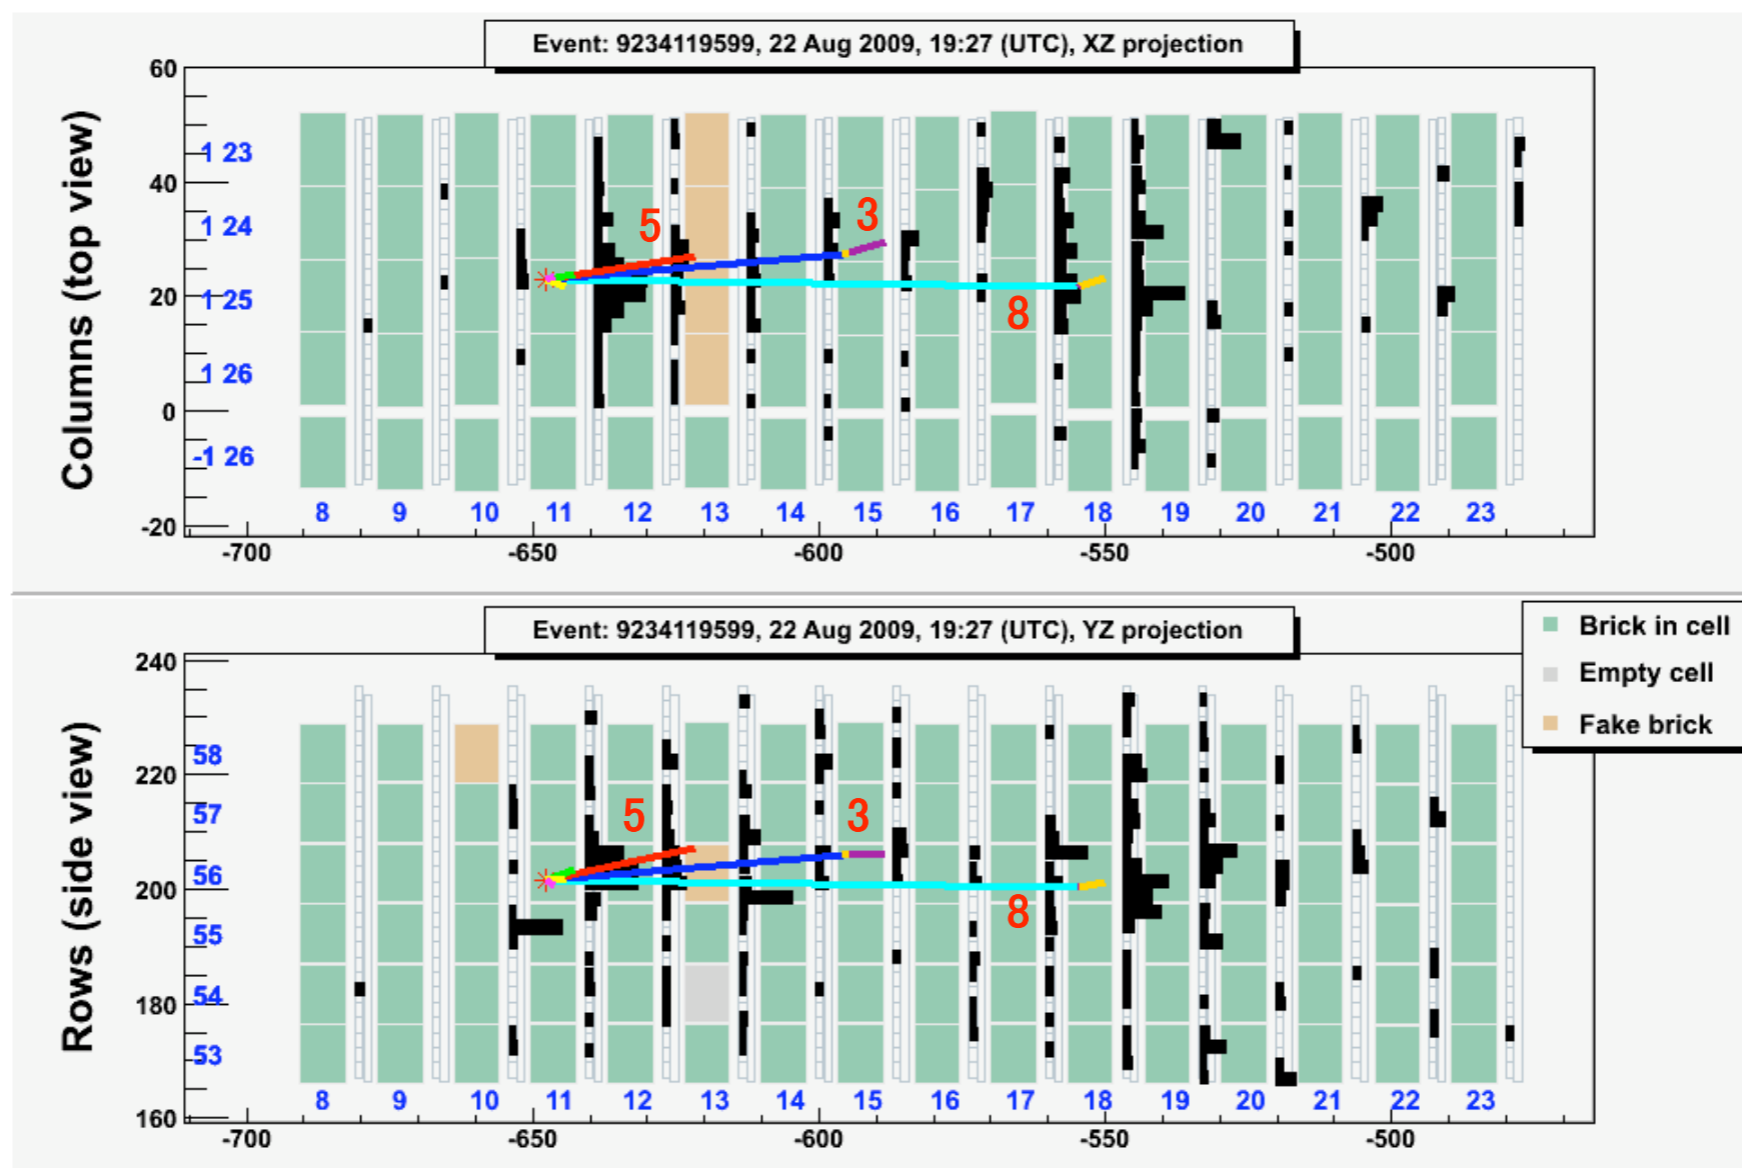 Event: 9234119599, 22 Aug 2009, 19:27 (UTC), XZ projection
Columns (top view)
60
40
20
0
-20
1 23
1 24
1 25
1 26
-1 26
5
3
8
8 9 10 11 12 13 14 15 16 17 18 19 20 21 22 23
-700 -650 -600 -550 -500
Event: 9234119599, 22 Aug 2009, 19:27 (UTC), YZ projection
Brick in cell
Empty cell
Fake brick
Rows (side view)
240
220
200
180
160
58
57
56
55
54
53
5
3
8
8 9 10 11 12 13 14 15 16 17 18 19 20 21 22 23
-700 -650 -600 -550 -500